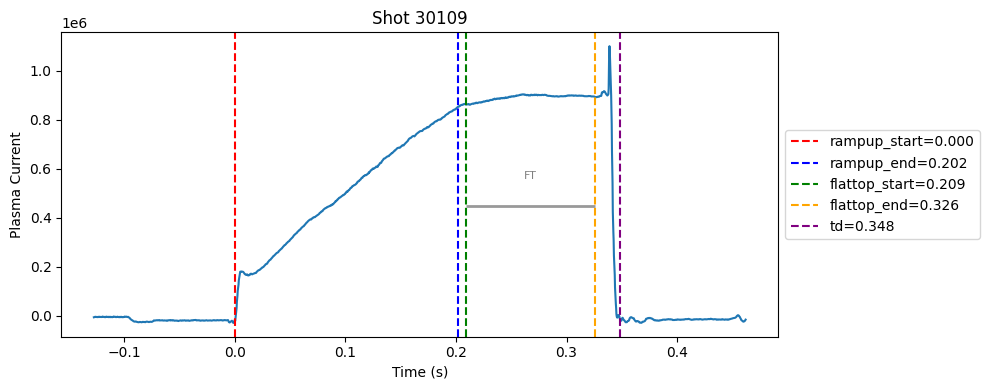 Shot 30109
1e6
1.0
0.8
0.6
0.4
0.2
0.0
Plasma Current
FT
−0.1
0.0
0.1
0.2
0.3
0.4
Time (s)
rampup_start=0.000
rampup_end=0.202
flattop_start=0.209
flattop_end=0.326
td=0.348